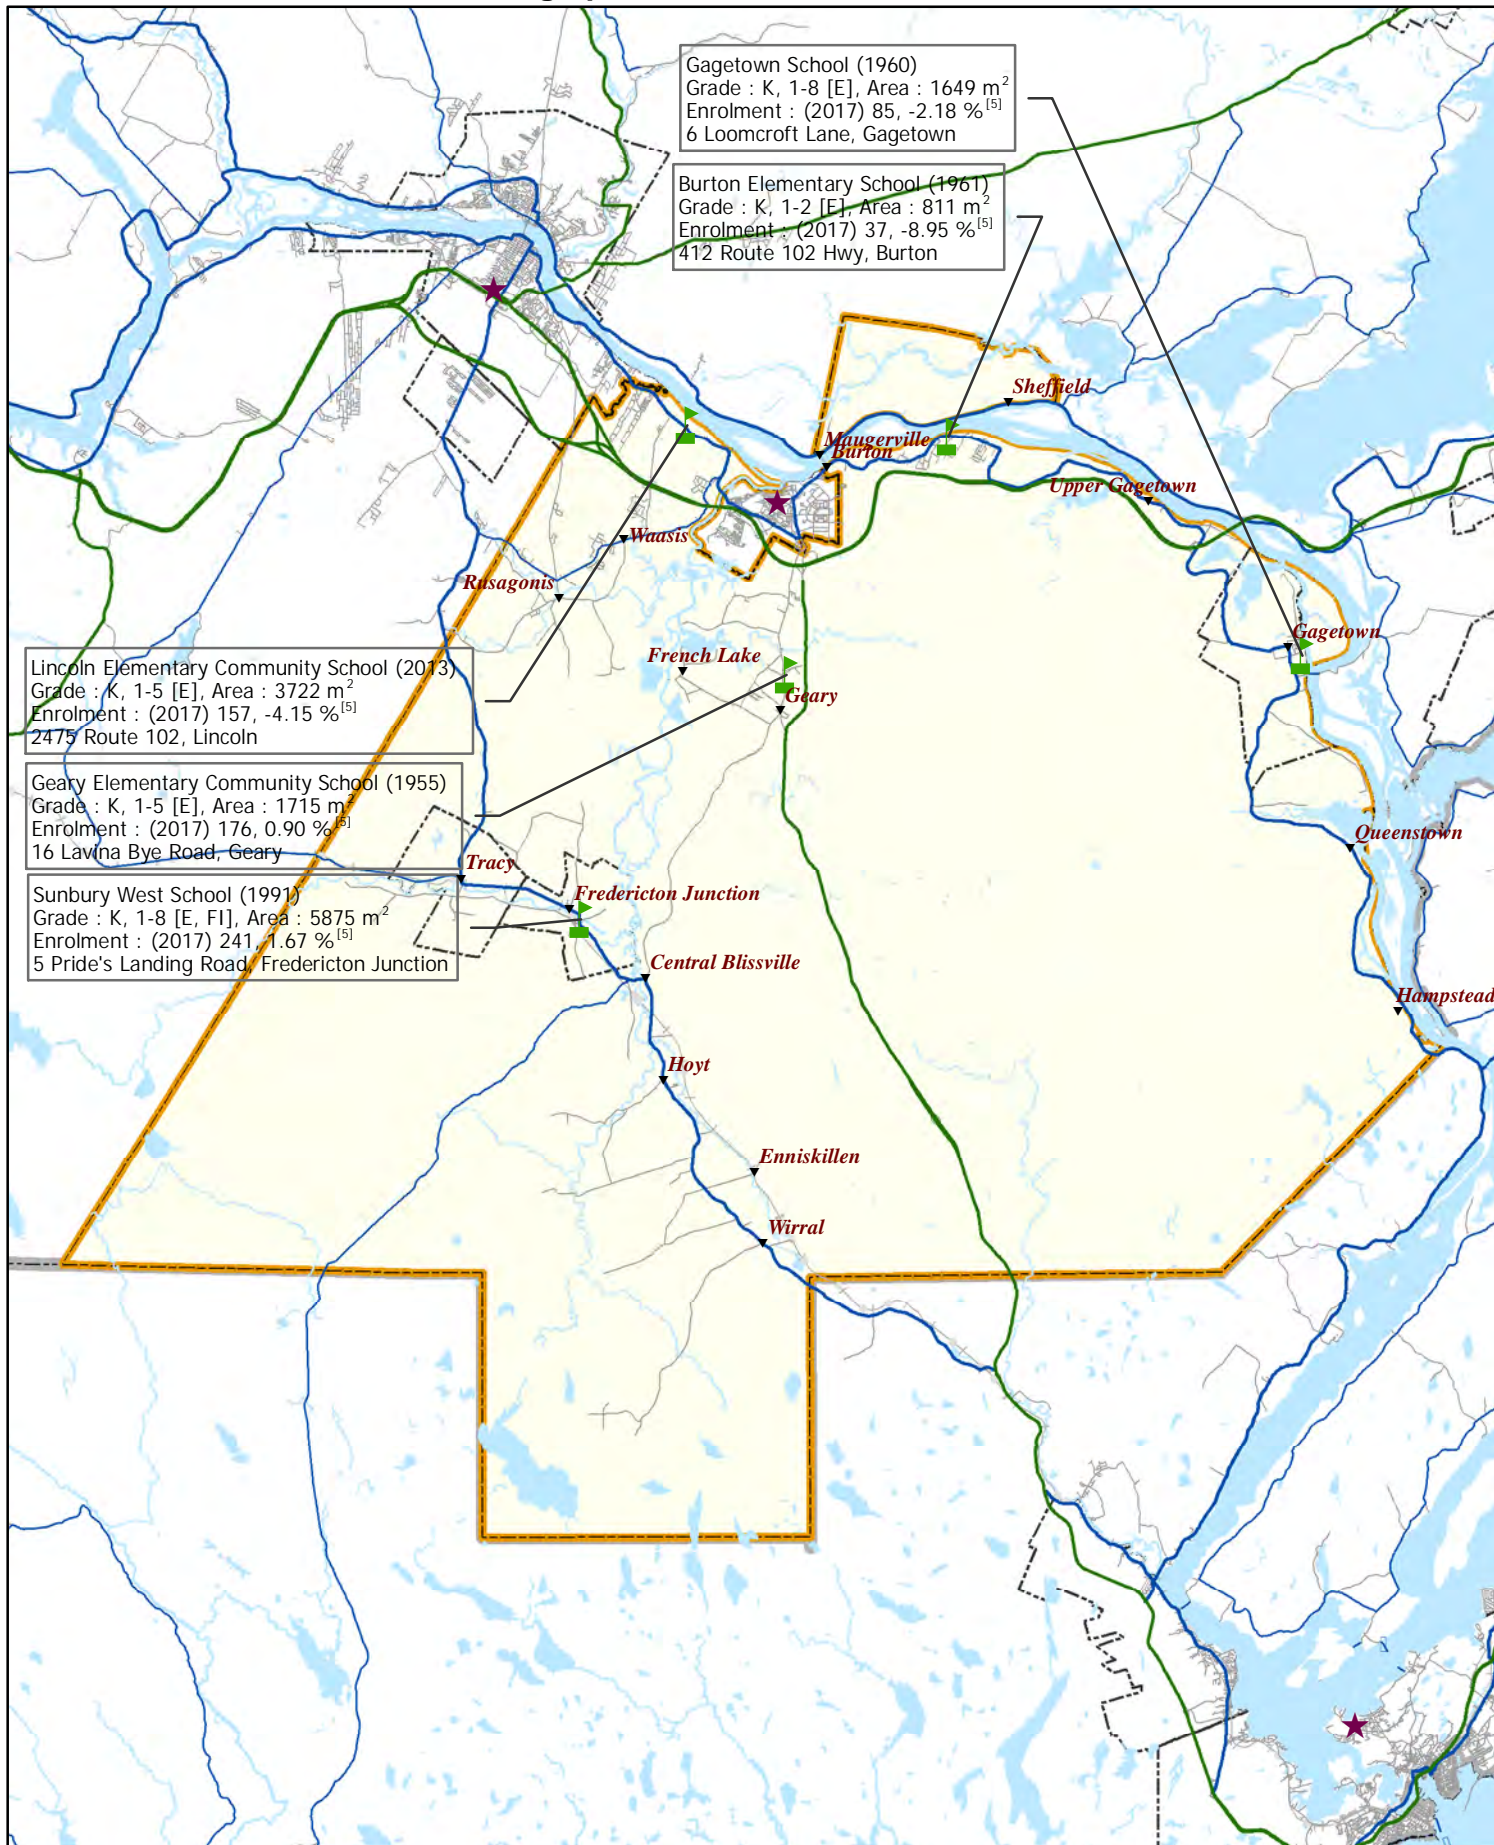 Gagetown School (1960)
Grade : K, 1-8 [E], Area : 1649 m²
Enrolment : (2017) 85, -2.18 %[5]
6 Loomcroft Lane, Gagetown
Burton Elementary School (1961)
Grade : K, 1-2 [E], Area : 811 m²
Enrolment : (2017) 37, -8.95 %[5]
412 Route 102 Hwy, Burton
Sheffield
Maugerville
Burton
Upper Gagetown
Waasis
Rusagonis
Gagetown
French Lake
Geary
Lincoln Elementary Community School (2013)
Grade : K, 1-5 [E], Area : 3722 m²
Enrolment : (2017) 157, -4.15 %[5]
2475 Route 102, Lincoln
Geary Elementary Community School (1955)
Grade : K, 1-5 [E], Area : 1715 m²
Enrolment : (2017) 176, 0.90 %[5]
16 Lavina Bye Road, Geary
Queenstown
Tracy
Sunbury West School (1991)
Grade : K, 1-8 [E, FI], Area : 5875 m²
Enrolment : (2017) 241, 1.67 %[5]
5 Pride's Landing Road, Fredericton Junction
Fredericton Junction
Central Blissville
Hampstead
Hoyt
Enniskillen
Wirral